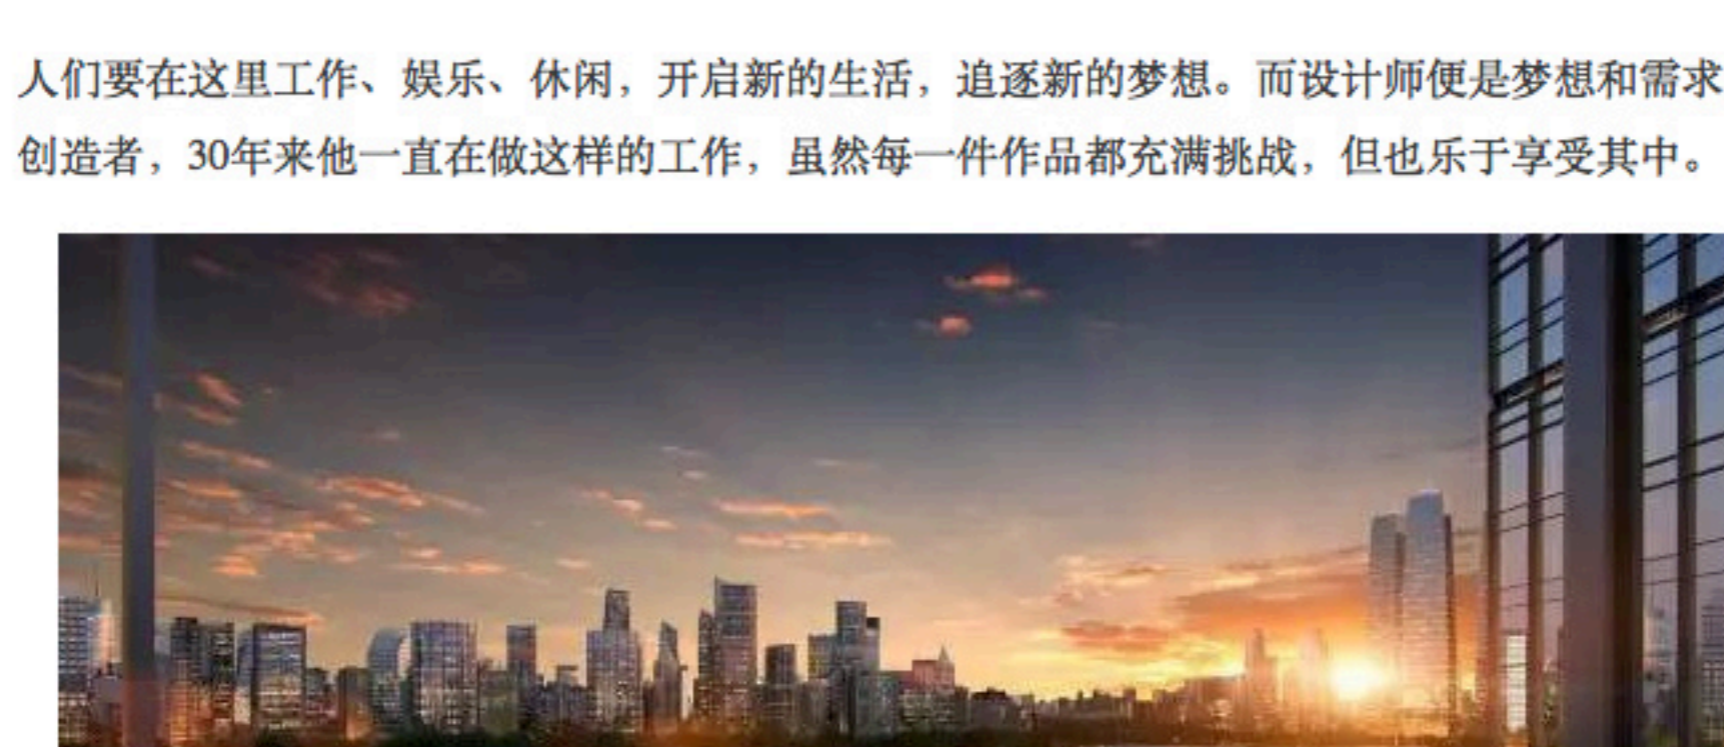 人们要在这里工作、娱乐、休闲，开启新的生活，追逐新的梦想。而设计师便是梦想和需求
创造者，30年来他一直在做这样的工作，虽然每一件作品都充满挑战，但也乐于享受其中。